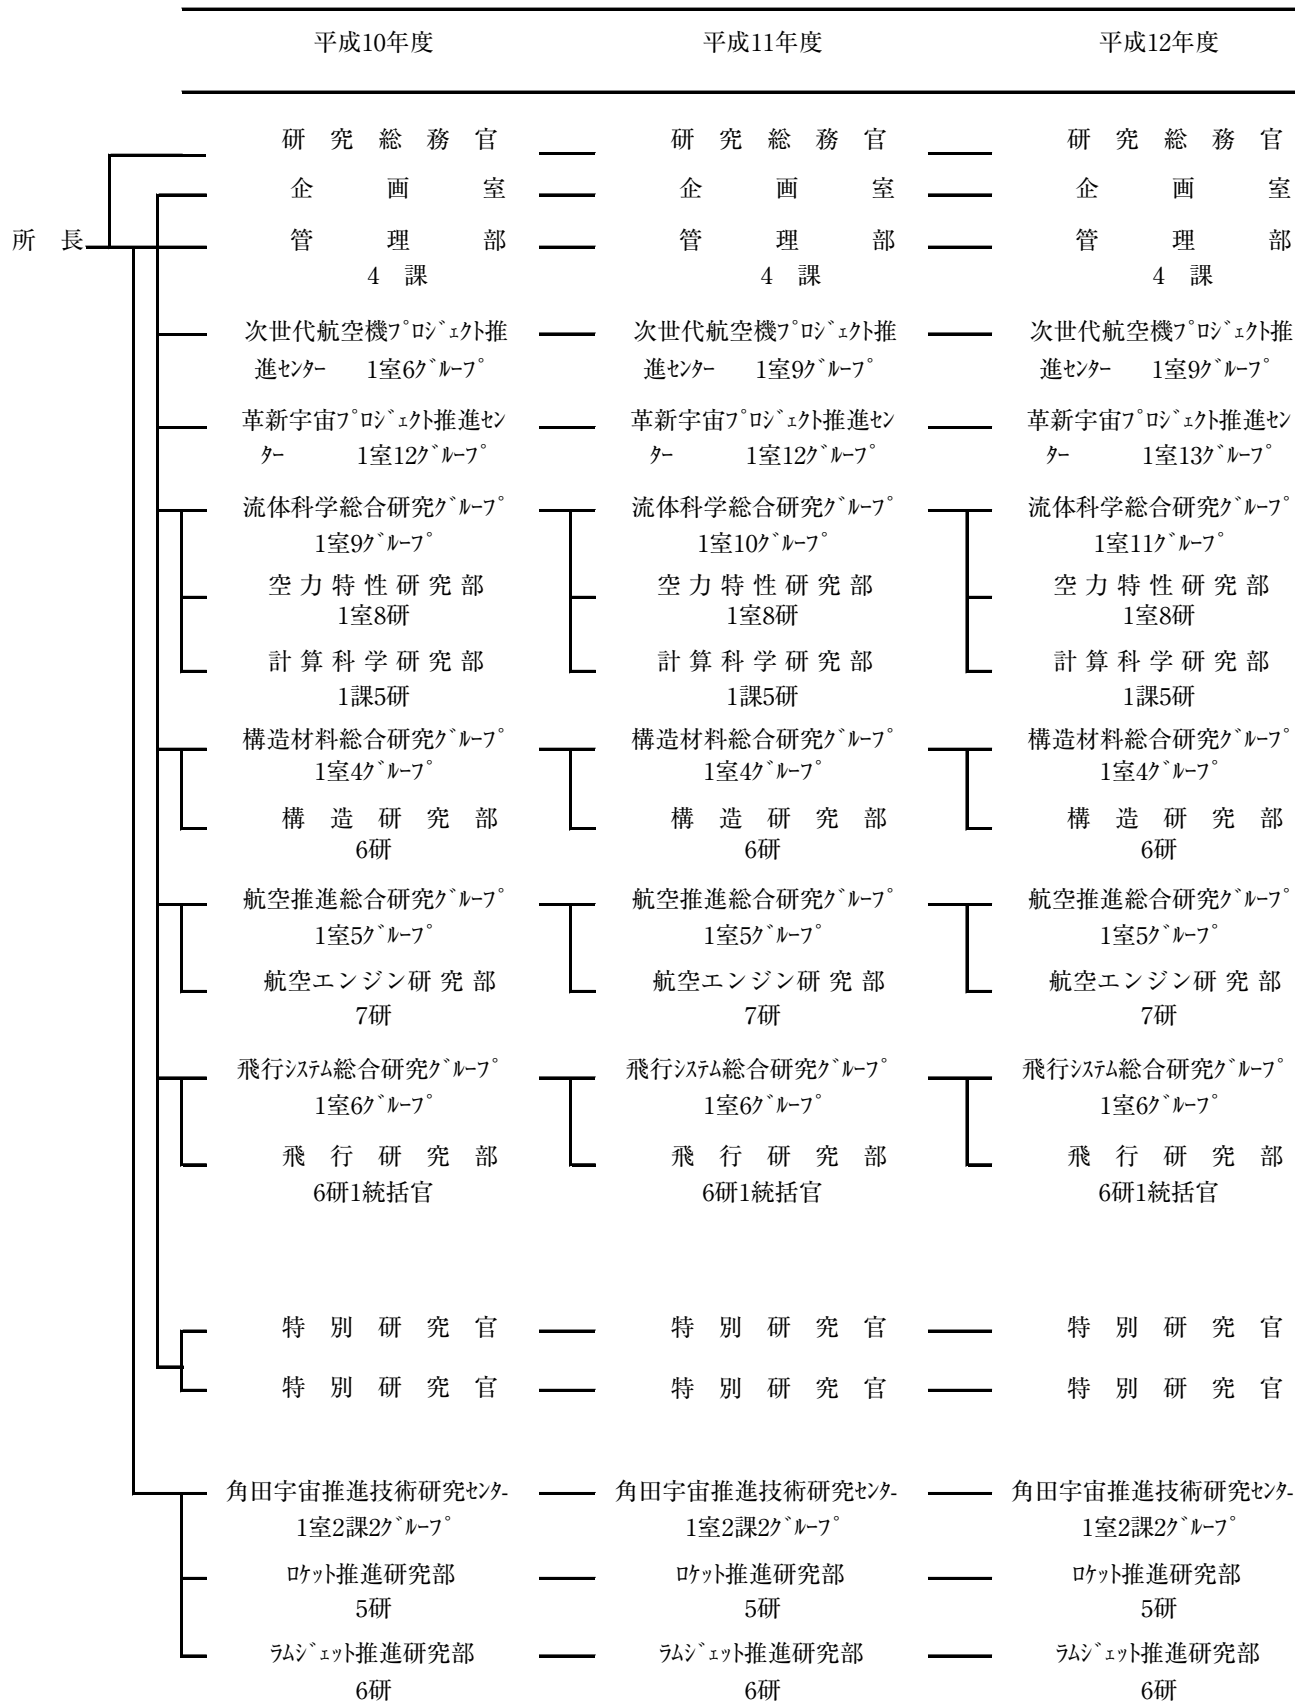 平成10年度 平成11年度 平成12年度
研究総務官 研究総務官 研究総務官
企画室 企画室 企画室
所長 管理部 管理部 管理部
4課 4課 4課
次世代航空機ﾌﾟﾛｼﾞｪｸﾄ推 次世代航空機ﾌﾟﾛｼﾞｪｸﾄ推 次世代航空機ﾌﾟﾛｼﾞｪｸﾄ推
進ｾﾝﾀｰ 1室6ｸﾞﾙｰﾌﾟ 進ｾﾝﾀｰ 1室9ｸﾞﾙｰﾌﾟ 進ｾﾝﾀｰ 1室9ｸﾞﾙｰﾌﾟ
革新宇宙ﾌﾟﾛｼﾞｪｸﾄ推進ｾﾝ 革新宇宙ﾌﾟﾛｼﾞｪｸﾄ推進ｾﾝ 革新宇宙ﾌﾟﾛｼﾞｪｸﾄ推進ｾﾝ
ﾀｰ 1室12ｸﾞﾙｰﾌﾟ ﾀｰ 1室12ｸﾞﾙｰﾌﾟ ﾀｰ 1室13ｸﾞﾙｰﾌﾟ
流体科学総合研究ｸﾞﾙｰﾌﾟ 流体科学総合研究ｸﾞﾙｰﾌﾟ 流体科学総合研究ｸﾞﾙｰﾌﾟ
1室9ｸﾞﾙｰﾌﾟ 1室10ｸﾞﾙｰﾌﾟ 1室11ｸﾞﾙｰﾌﾟ
空力特性研究部 空力特性研究部 空力特性研究部
1室8研 1室8研 1室8研
計算科学研究部 計算科学研究部 計算科学研究部
1課5研 1課5研 1課5研
構造材料総合研究ｸﾞﾙｰﾌﾟ 構造材料総合研究ｸﾞﾙｰﾌﾟ 構造材料総合研究ｸﾞﾙｰﾌﾟ
1室4ｸﾞﾙｰﾌﾟ 1室4ｸﾞﾙｰﾌﾟ 1室4ｸﾞﾙｰﾌﾟ
構造研究部 構造研究部 構造研究部
6研 6研 6研
航空推進総合研究ｸﾞﾙｰﾌﾟ 航空推進総合研究ｸﾞﾙｰﾌﾟ 航空推進総合研究ｸﾞﾙｰﾌﾟ
1室5ｸﾞﾙｰﾌﾟ 1室5ｸﾞﾙｰﾌﾟ 1室5ｸﾞﾙｰﾌﾟ
航空エンジン研究部 航空エンジン研究部 航空エンジン研究部
7研 7研 7研
飛行ｼｽﾃﾑ総合研究ｸﾞﾙｰﾌﾟ 飛行ｼｽﾃﾑ総合研究ｸﾞﾙｰﾌﾟ 飛行ｼｽﾃﾑ総合研究ｸﾞﾙｰﾌﾟ
1室6ｸﾞﾙｰﾌﾟ 1室6ｸﾞﾙｰﾌﾟ 1室6ｸﾞﾙｰﾌﾟ
飛行研究部 飛行研究部 飛行研究部
6研1統括官 6研1統括官 6研1統括官
特別研究官 特別研究官 特別研究官
特別研究官 特別研究官 特別研究官
角田宇宙推進技術研究ｾﾝﾀ- 角田宇宙推進技術研究ｾﾝﾀ- 角田宇宙推進技術研究ｾﾝﾀ-
1室2課2ｸﾞﾙｰﾌﾟ 1室2課2ｸﾞﾙｰﾌﾟ 1室2課2ｸﾞﾙｰﾌﾟ
ﾛｹｯﾄ推進研究部 ﾛｹｯﾄ推進研究部 ﾛｹｯﾄ推進研究部
5研 5研 5研
ﾗﾑｼﾞｪｯﾄ推進研究部 ﾗﾑｼﾞｪｯﾄ推進研究部 ﾗﾑｼﾞｪｯﾄ推進研究部
6研 6研 6研